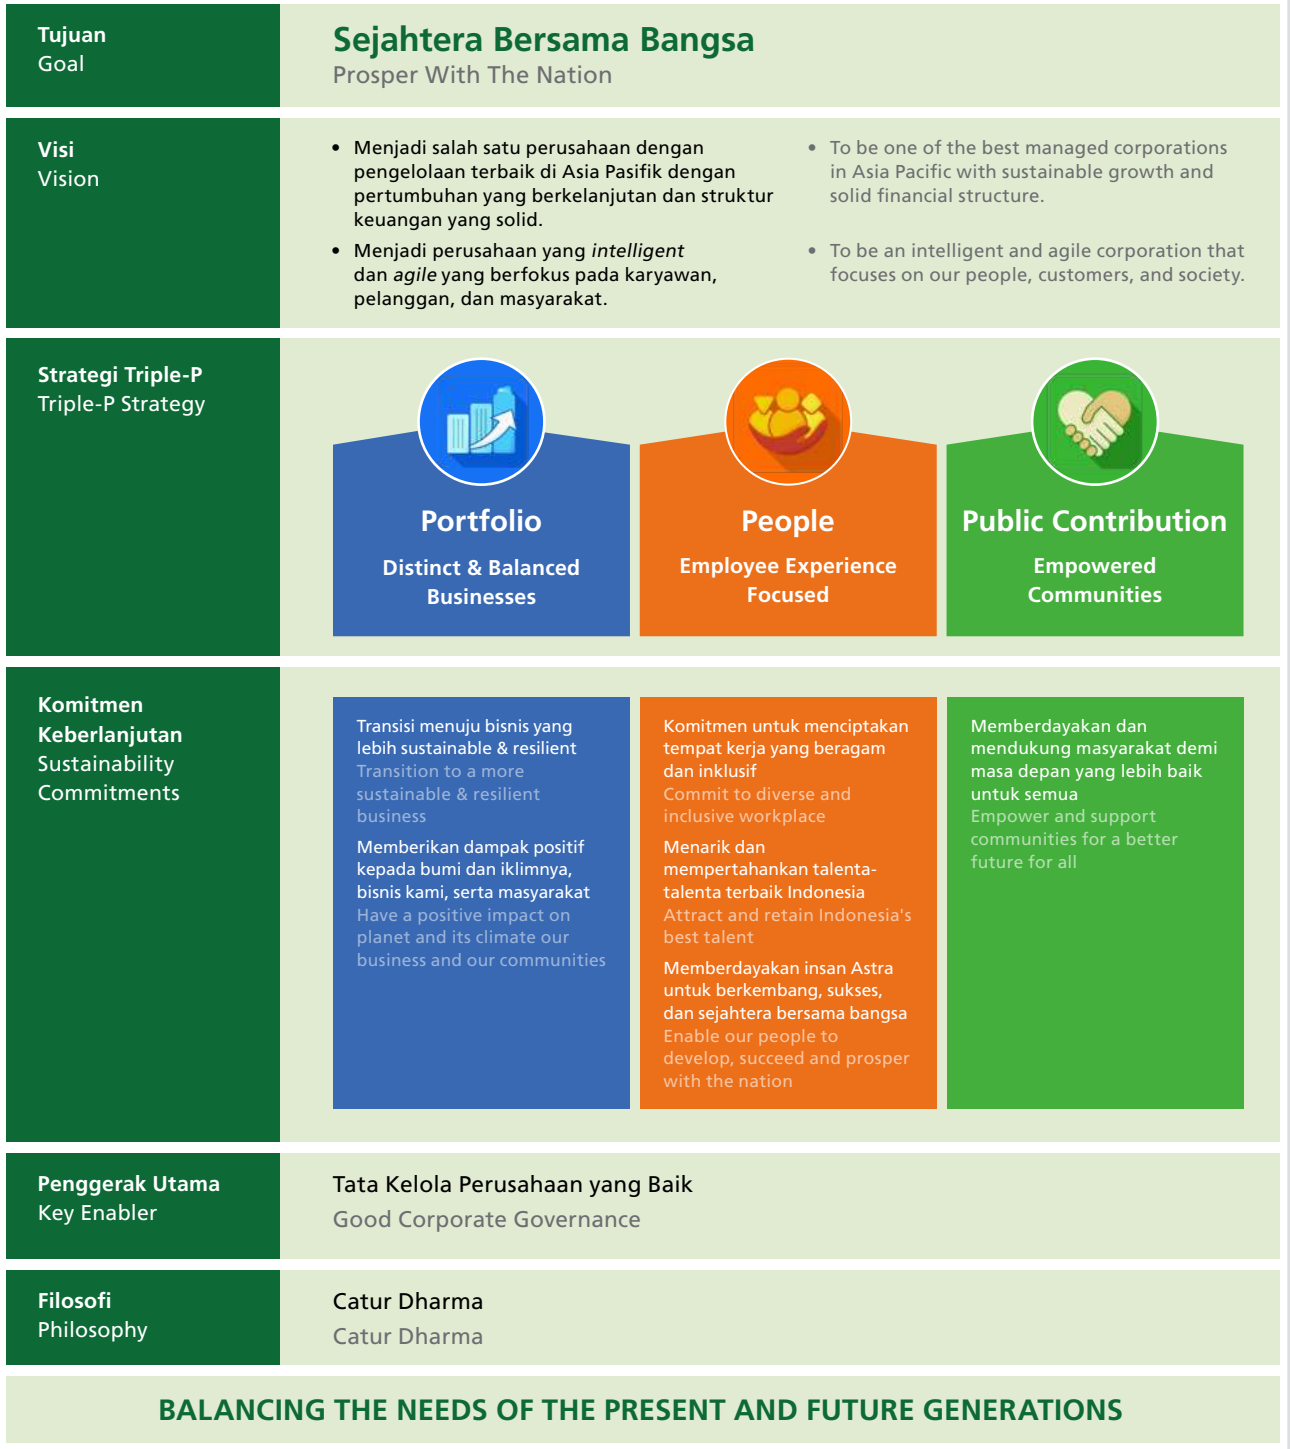 Tujuan
Goal
Sejahtera Bersama Bangsa
Prosper With The Nation
Visi
Vision
• Menjadi salah satu perusahaan dengan
pengelolaan terbaik di Asia Pasifik dengan
pertumbuhan yang berkelanjutan dan struktur
keuangan yang solid.
• Menjadi perusahaan yang intelligent
dan agile yang berfokus pada karyawan,
pelanggan, dan masyarakat.
• To be one of the best managed corporations
in Asia Pacific with sustainable growth and
solid financial structure.
• To be an intelligent and agile corporation that
focuses on our people, customers, and society.
Strategi Triple-P
Triple-P Strategy
Portfolio
Distinct & Balanced
Businesses
People
Employee Experience
Focused
Public Contribution
Empowered
Communities
Komitmen
Keberlanjutan
Sustainability
Commitments
Transisi menuju bisnis yang
lebih sustainable & resilient
Transition to a more
sustainable & resilient
business
Memberikan dampak positif
kepada bumi dan iklimnya,
bisnis kami, serta masyarakat
Have a positive impact on
planet and its climate our
business and our communities
Komitmen untuk menciptakan
tempat kerja yang beragam
dan inklusif
Commit to diverse and
inclusive workplace
Menarik dan
mempertahankan talenta-
talenta terbaik Indonesia
Attract and retain Indonesia's
best talent
Memberdayakan insan Astra
untuk berkembang, sukses,
dan sejahtera bersama bangsa
Enable our people to
develop, succeed and prosper
with the nation
Memberdayakan dan
mendukung masyarakat demi
masa depan yang lebih baik
untuk semua
Empower and support
communities for a better
future for all
Penggerak Utama
Key Enabler
Tata Kelola Perusahaan yang Baik
Good Corporate Governance
Filosofi
Philosophy
Catur Dharma
Catur Dharma
BALANCING THE NEEDS OF THE PRESENT AND FUTURE GENERATIONS